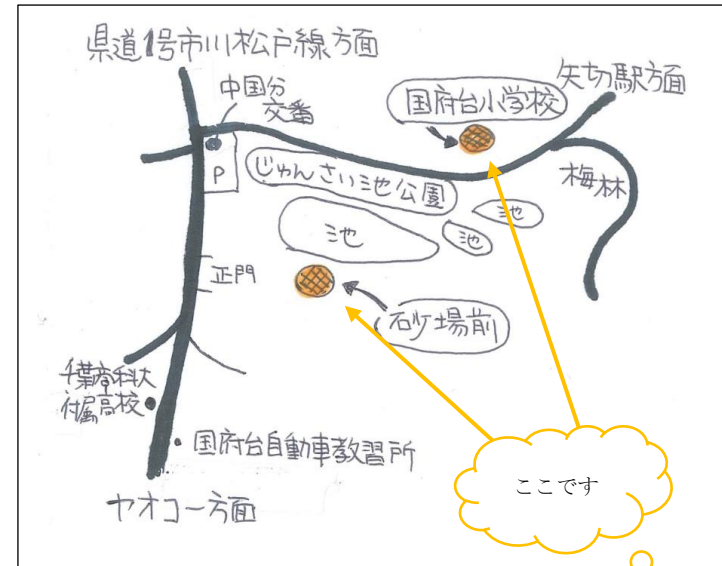 県道1号市川松戸線方面
中国分
交番
国府台小学校
矢切駅方面
P
じゅんさい池公園
梅林
池
池
池
正門
砂場前
千葉商科大
付属高校
国府台自動車教習所
ここです
ヤオコー方面